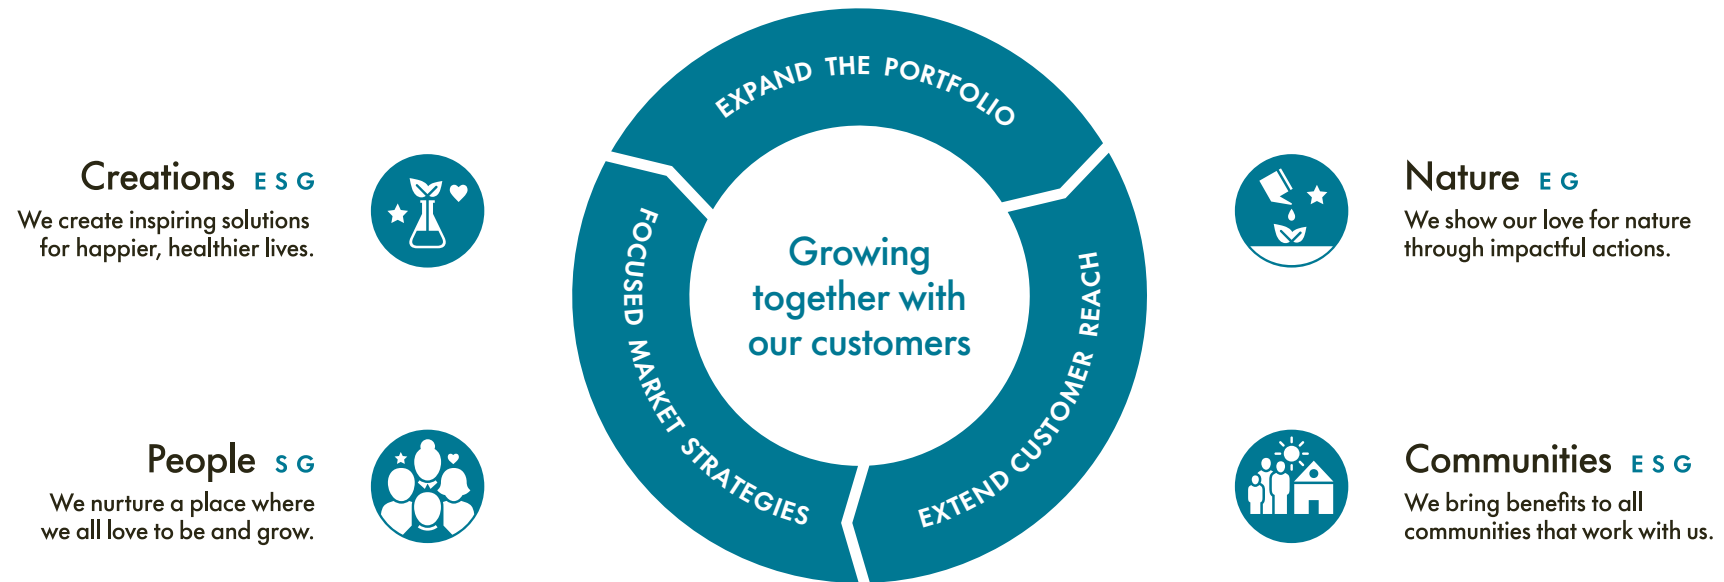 EXPAND THE PORTFOLIO
Creations E S G
We create inspiring solutions
for happier, healthier lives.
People S G
We nurture a place where
we all love to be and grow.
FOCUSED MARKET STRATEGIES
Growing
together with
our customers
EXTEND CUSTOMER REACH
Nature E G
We show our love for nature
through impactful actions.
Communities E S G
We bring benefits to all
communities that work with us.